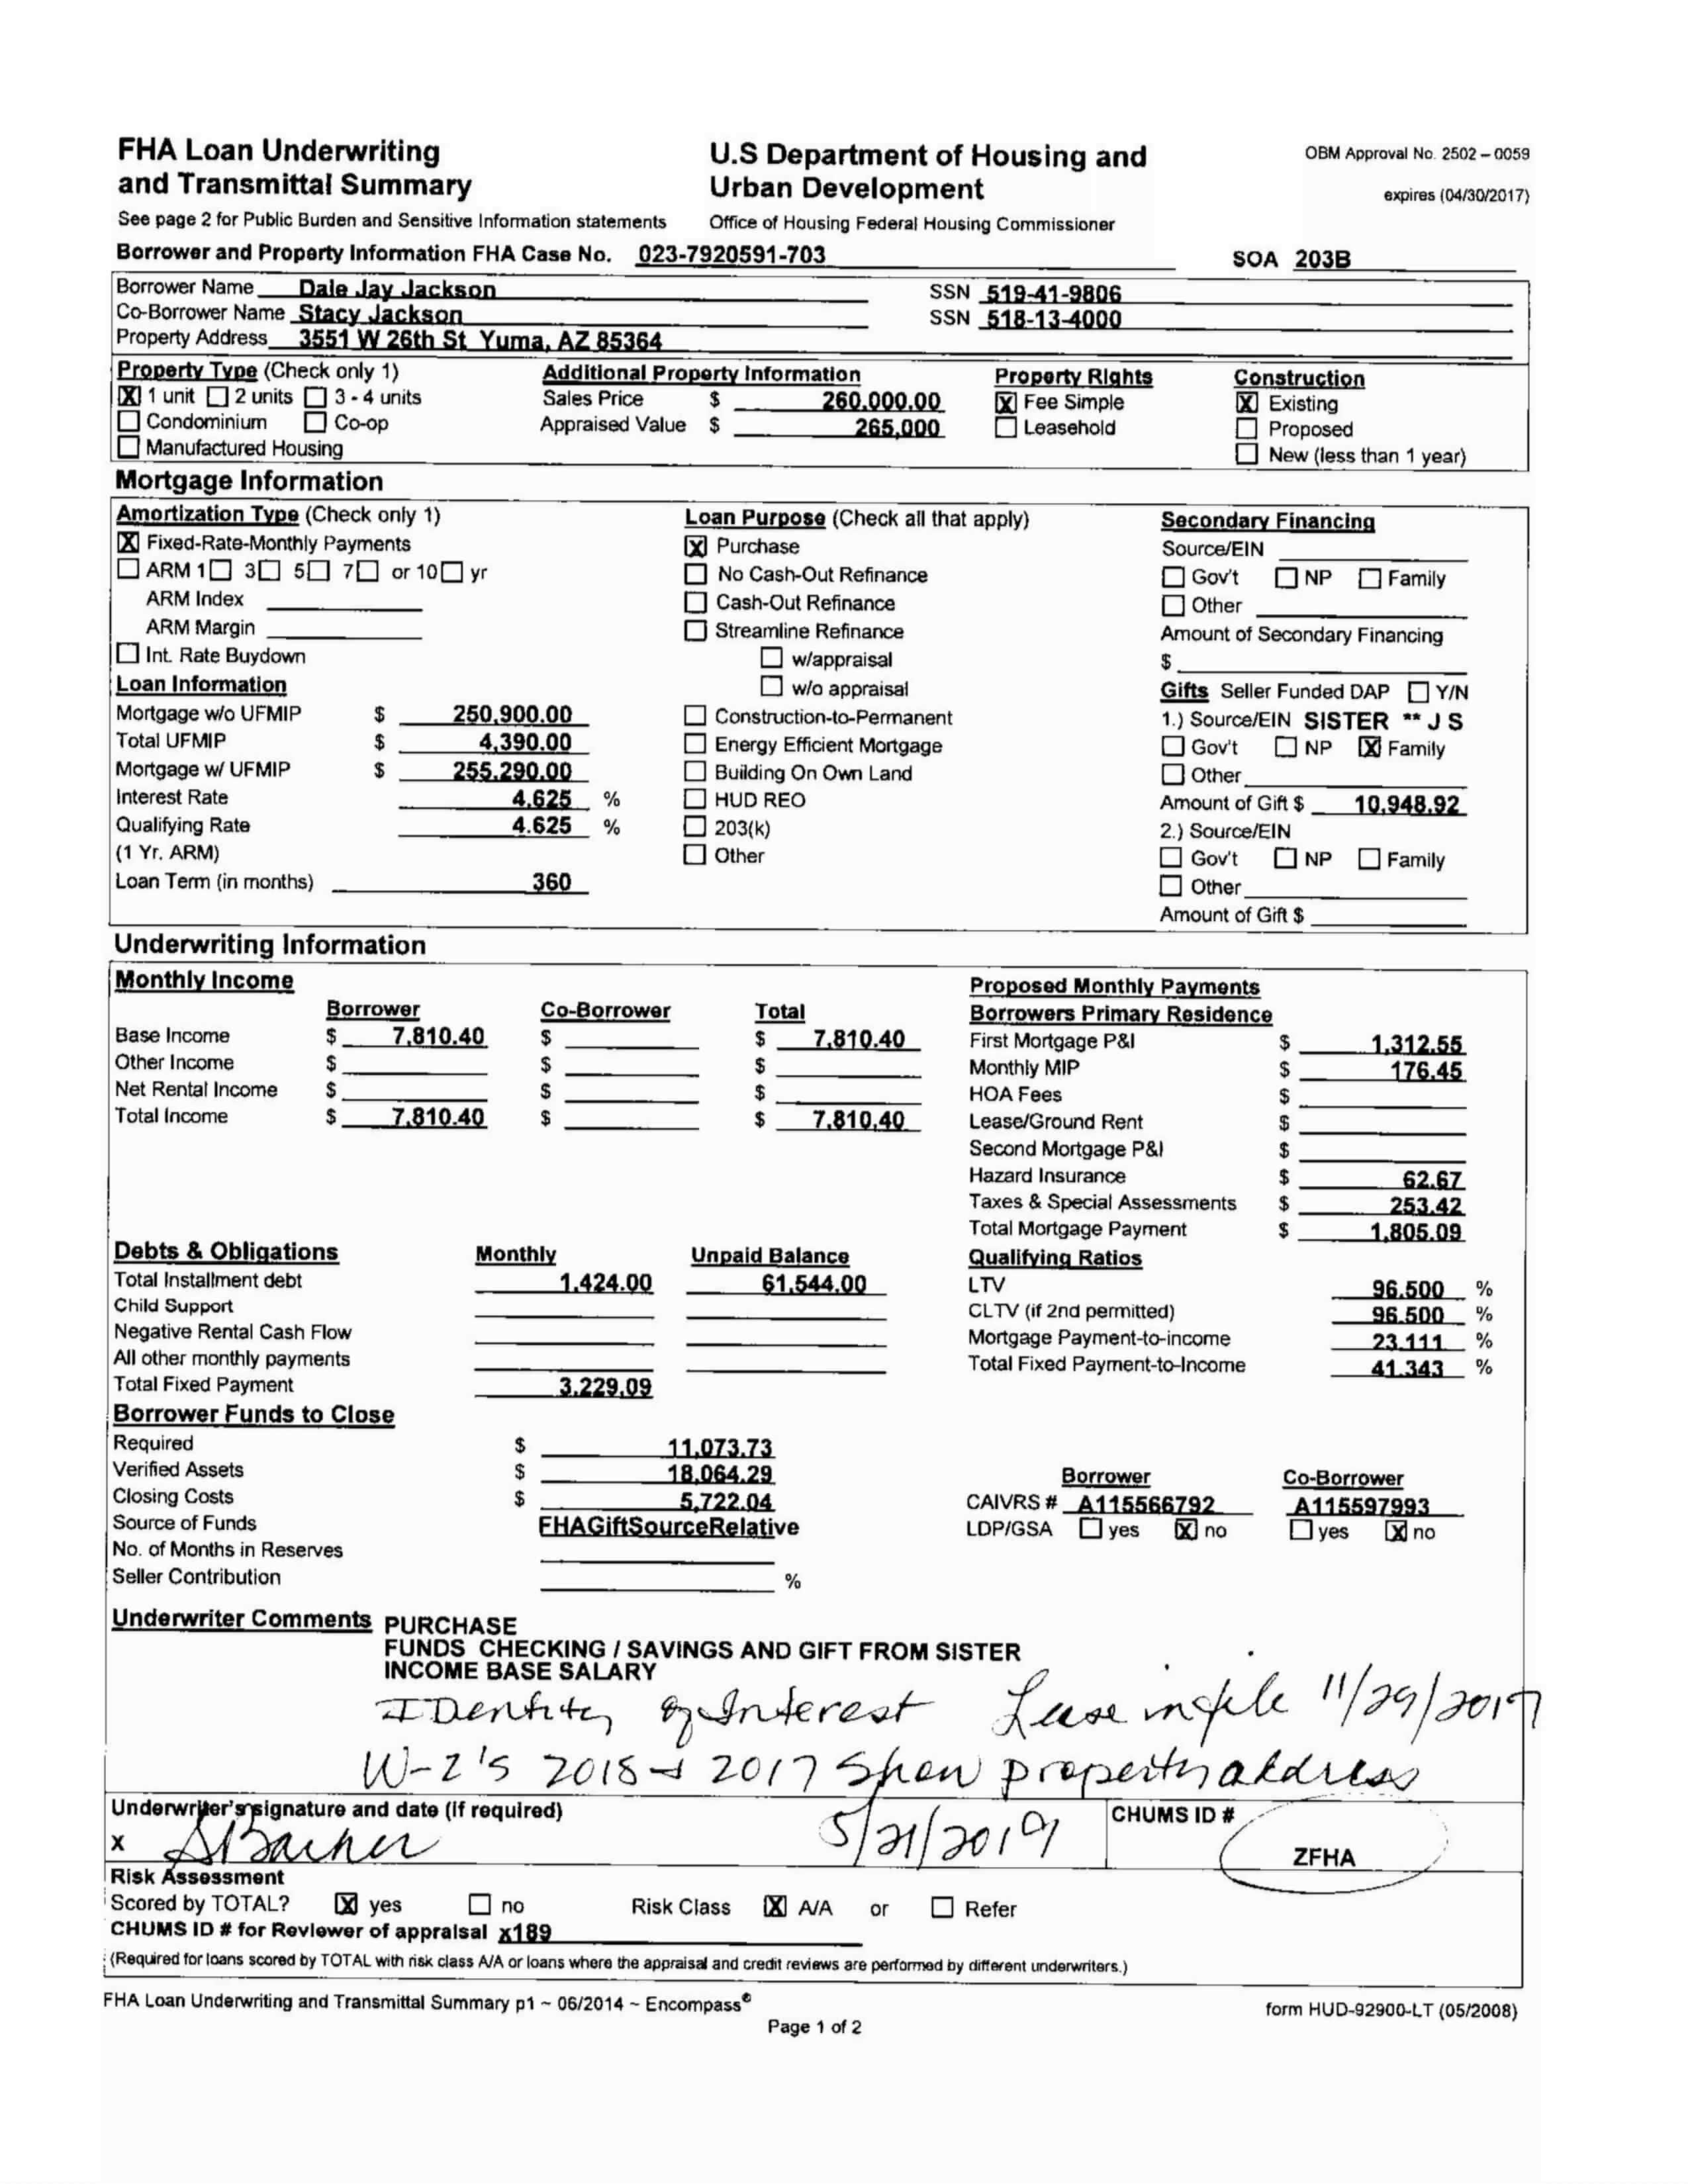 FHA Loan Underwriting
and Transmittal Summary
See page 2 for Public Burden and Sensitive Information statements
U.S Department of Housing and
Urban Development
Office of Housing Federal Housing Commissioner
OBM Approval No. 2502 – 0059
expires (04/30/2017)
Borrower and Property Information FHA Case No. 023-7920591-703 SOA 203B
Borrower Name Dale Jay Jackson SSN 519-41-9806
Co-Borrower Name Stacy Jackson SSN 518-13-4000
Property Address 3551 W 26th St Yuma, AZ 85364
Property Type (Check only 1)
X 1 unit 2 units 3 - 4 units
Condominium Co-op
Manufactured Housing
Additional Property Information
Sales Price $ 260,000.00
Appraised Value $ 265,000
Property Rights
X Fee Simple
Leasehold
Construction
X Existing
Proposed
New (less than 1 year)
Mortgage Information
Amortization Type (Check only 1)
X Fixed-Rate-Monthly Payments
ARM 1 3 5 7 or 10 yr
ARM Index
ARM Margin
Int. Rate Buydown
Loan Information
Mortgage w/o UFMIP $ 250,900.00
Total UFMIP $ 4,390.00
Mortgage w/ UFMIP $ 255,290.00
Interest Rate 4.625 %
Qualifying Rate 4.625 %
(1 Yr. ARM)
Loan Term (in months) 360
Loan Purpose (Check all that apply)
X Purchase
No Cash-Out Refinance
Cash-Out Refinance
Streamline Refinance
w/appraisal
w/o appraisal
Construction-to-Permanent
Energy Efficient Mortgage
Building On Own Land
HUD REO
203(k)
Other
Secondary Financing
Source/EIN
Gov't NP Family
Other
Amount of Secondary Financing
$
Gifts Seller Funded DAP Y/N
1.) Source/EIN SISTER ** J S
Gov't NP X Family
Other
Amount of Gift $ 10,948.92
2.) Source/EIN
Gov't NP Family
Other
Amount of Gift $
Underwriting Information
Monthly Income
Borrower Co-Borrower Total
Base Income $ 7,810.40 $ $ 7,810.40
Other Income $ $ $
Net Rental Income $ $ $
Total Income $ 7,810.40 $ $ 7,810.40
Proposed Monthly Payments
Borrowers Primary Residence
First Mortgage P&I $ 1,312.55
Monthly MIP $ 176.45
HOA Fees $
Lease/Ground Rent $
Second Mortgage P&I $
Hazard Insurance $ 62.67
Taxes & Special Assessments $ 253.42
Total Mortgage Payment $ 1,805.09
Debts & Obligations Monthly Unpaid Balance
Total Installment debt 1,424.00 61,544.00
Child Support
Negative Rental Cash Flow
All other monthly payments
Total Fixed Payment 3,229.09
Qualifying Ratios
LTV 96.500 %
CLTV (if 2nd permitted) 96.500 %
Mortgage Payment-to-income 23.111 %
Total Fixed Payment-to-Income 41.343 %
Borrower Funds to Close
Required $ 11,073.73
Verified Assets $ 18,064.29
Closing Costs $ 5,722.04
Source of Funds FHAGiftSourceRelative
No. of Months in Reserves
Seller Contribution %
Borrower Co-Borrower
CAIVRS # A115566792 A115597993
LDP/GSA yes X no yes X no
Underwriter Comments PURCHASE
FUNDS CHECKING / SAVINGS AND GIFT FROM SISTER
INCOME BASE SALARY
IDentity of Interest Lease in file 11/29/2017
W-2's 2018 + 2017 Show property address
Underwriter's signature and date (if required)
x 5/21/2019
CHUMS ID #
ZFHA
Risk Assessment
Scored by TOTAL? X yes no Risk Class X A/A or Refer
CHUMS ID # for Reviewer of appraisal x189
(Required for loans scored by TOTAL with risk class A/A or loans where the appraisal and credit reviews are performed by different underwriters.)
FHA Loan Underwriting and Transmittal Summary p1 ~ 06/2014 ~ Encompass®
form HUD-92900-LT (05/2008)
Page 1 of 2